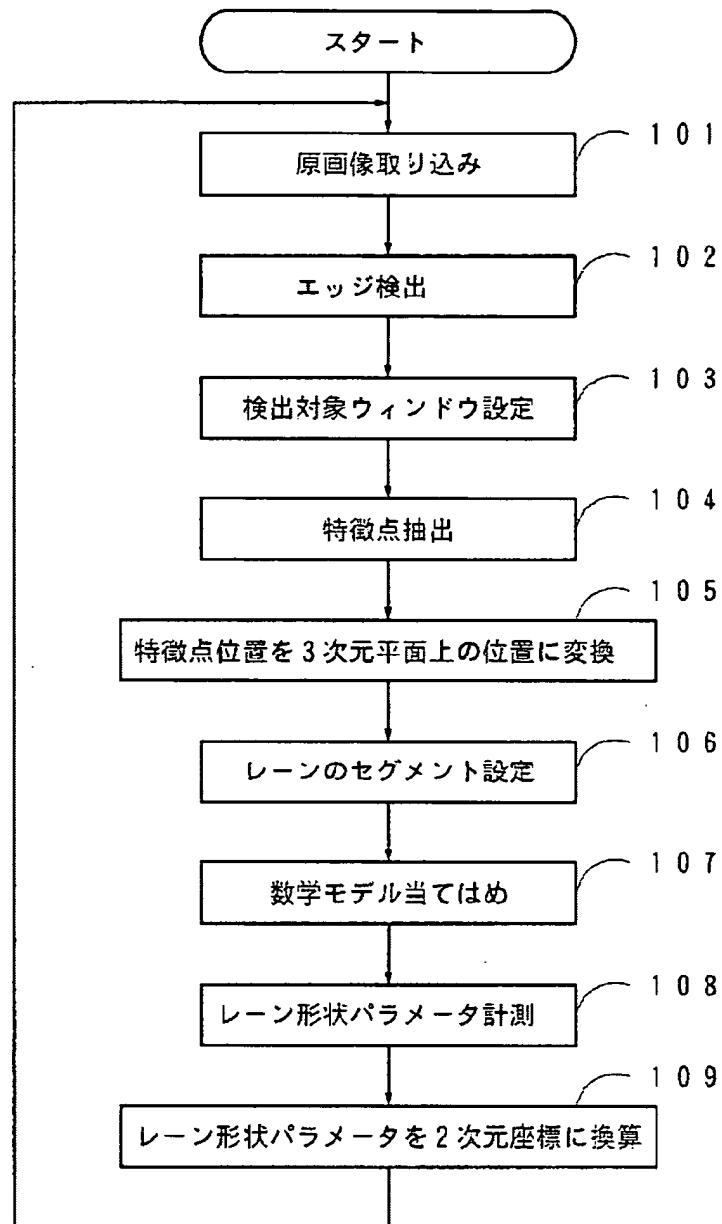 スタート
101
原画像取り込み
102
エッジ検出
103
検出対象ウィンドウ設定
104
特徴点抽出
105
特徴点位置を3次元平面上の位置に変換
106
レーンのセグメント設定
107
数学モデル当てはめ
108
レーン形状パラメータ計測
109
レーン形状パラメータを2次元座標に換算